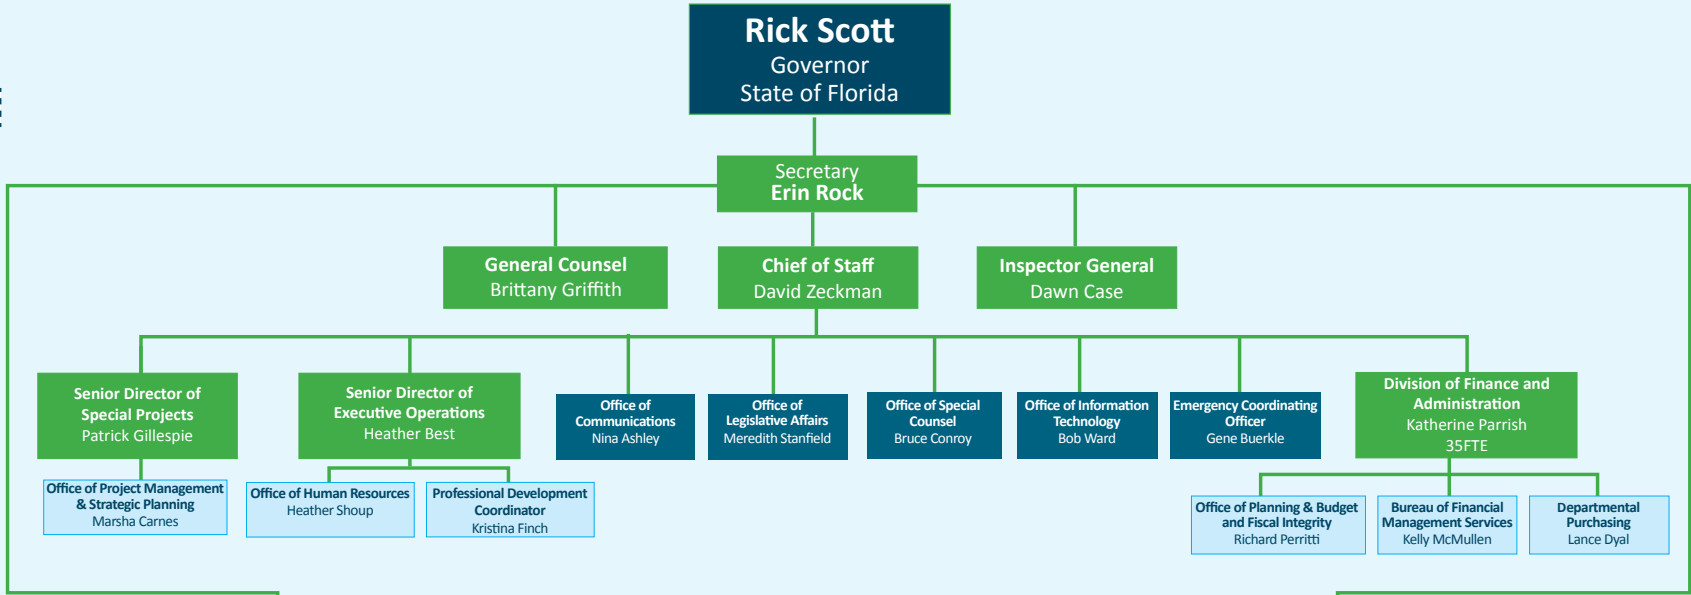 Rick Scott
Governor
State of Florida
Secretary
Erin Rock
General Counsel
Brittany Griffith
Chief of Staff
David Zeckman
Inspector General
Dawn Case
Senior Director of
Special Projects
Patrick Gillespie
Senior Director of
Executive Operations
Heather Best
Office of
Communications
Nina Ashley
Office of
Legislative Affairs
Meredith Stanfield
Office of Special
Counsel
Bruce Conroy
Office of Information
Technology
Bob Ward
Emergency Coordinating
Officer
Gene Buerkle
Division of Finance and
Administration
Katherine Parrish
35FTE
Office of Project Management
& Strategic Planning
Marsha Carnes
Office of Human Resources
Heather Shoup
Professional Development
Coordinator
Kristina Finch
Office of Planning & Budget
and Fiscal Integrity
Richard Perritti
Bureau of Financial
Management Services
Kelly McMullen
Departmental
Purchasing
Lance Dyal